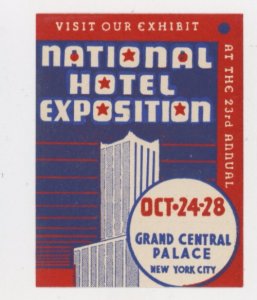 VISIT OUR EXHIBIT
AT THE 23rd ANNUAL
NATIONAL
HOTEL
EXPOSITION
OCT-24-28
GRAND CENTRAL
PALACE
NEW YORK CITY